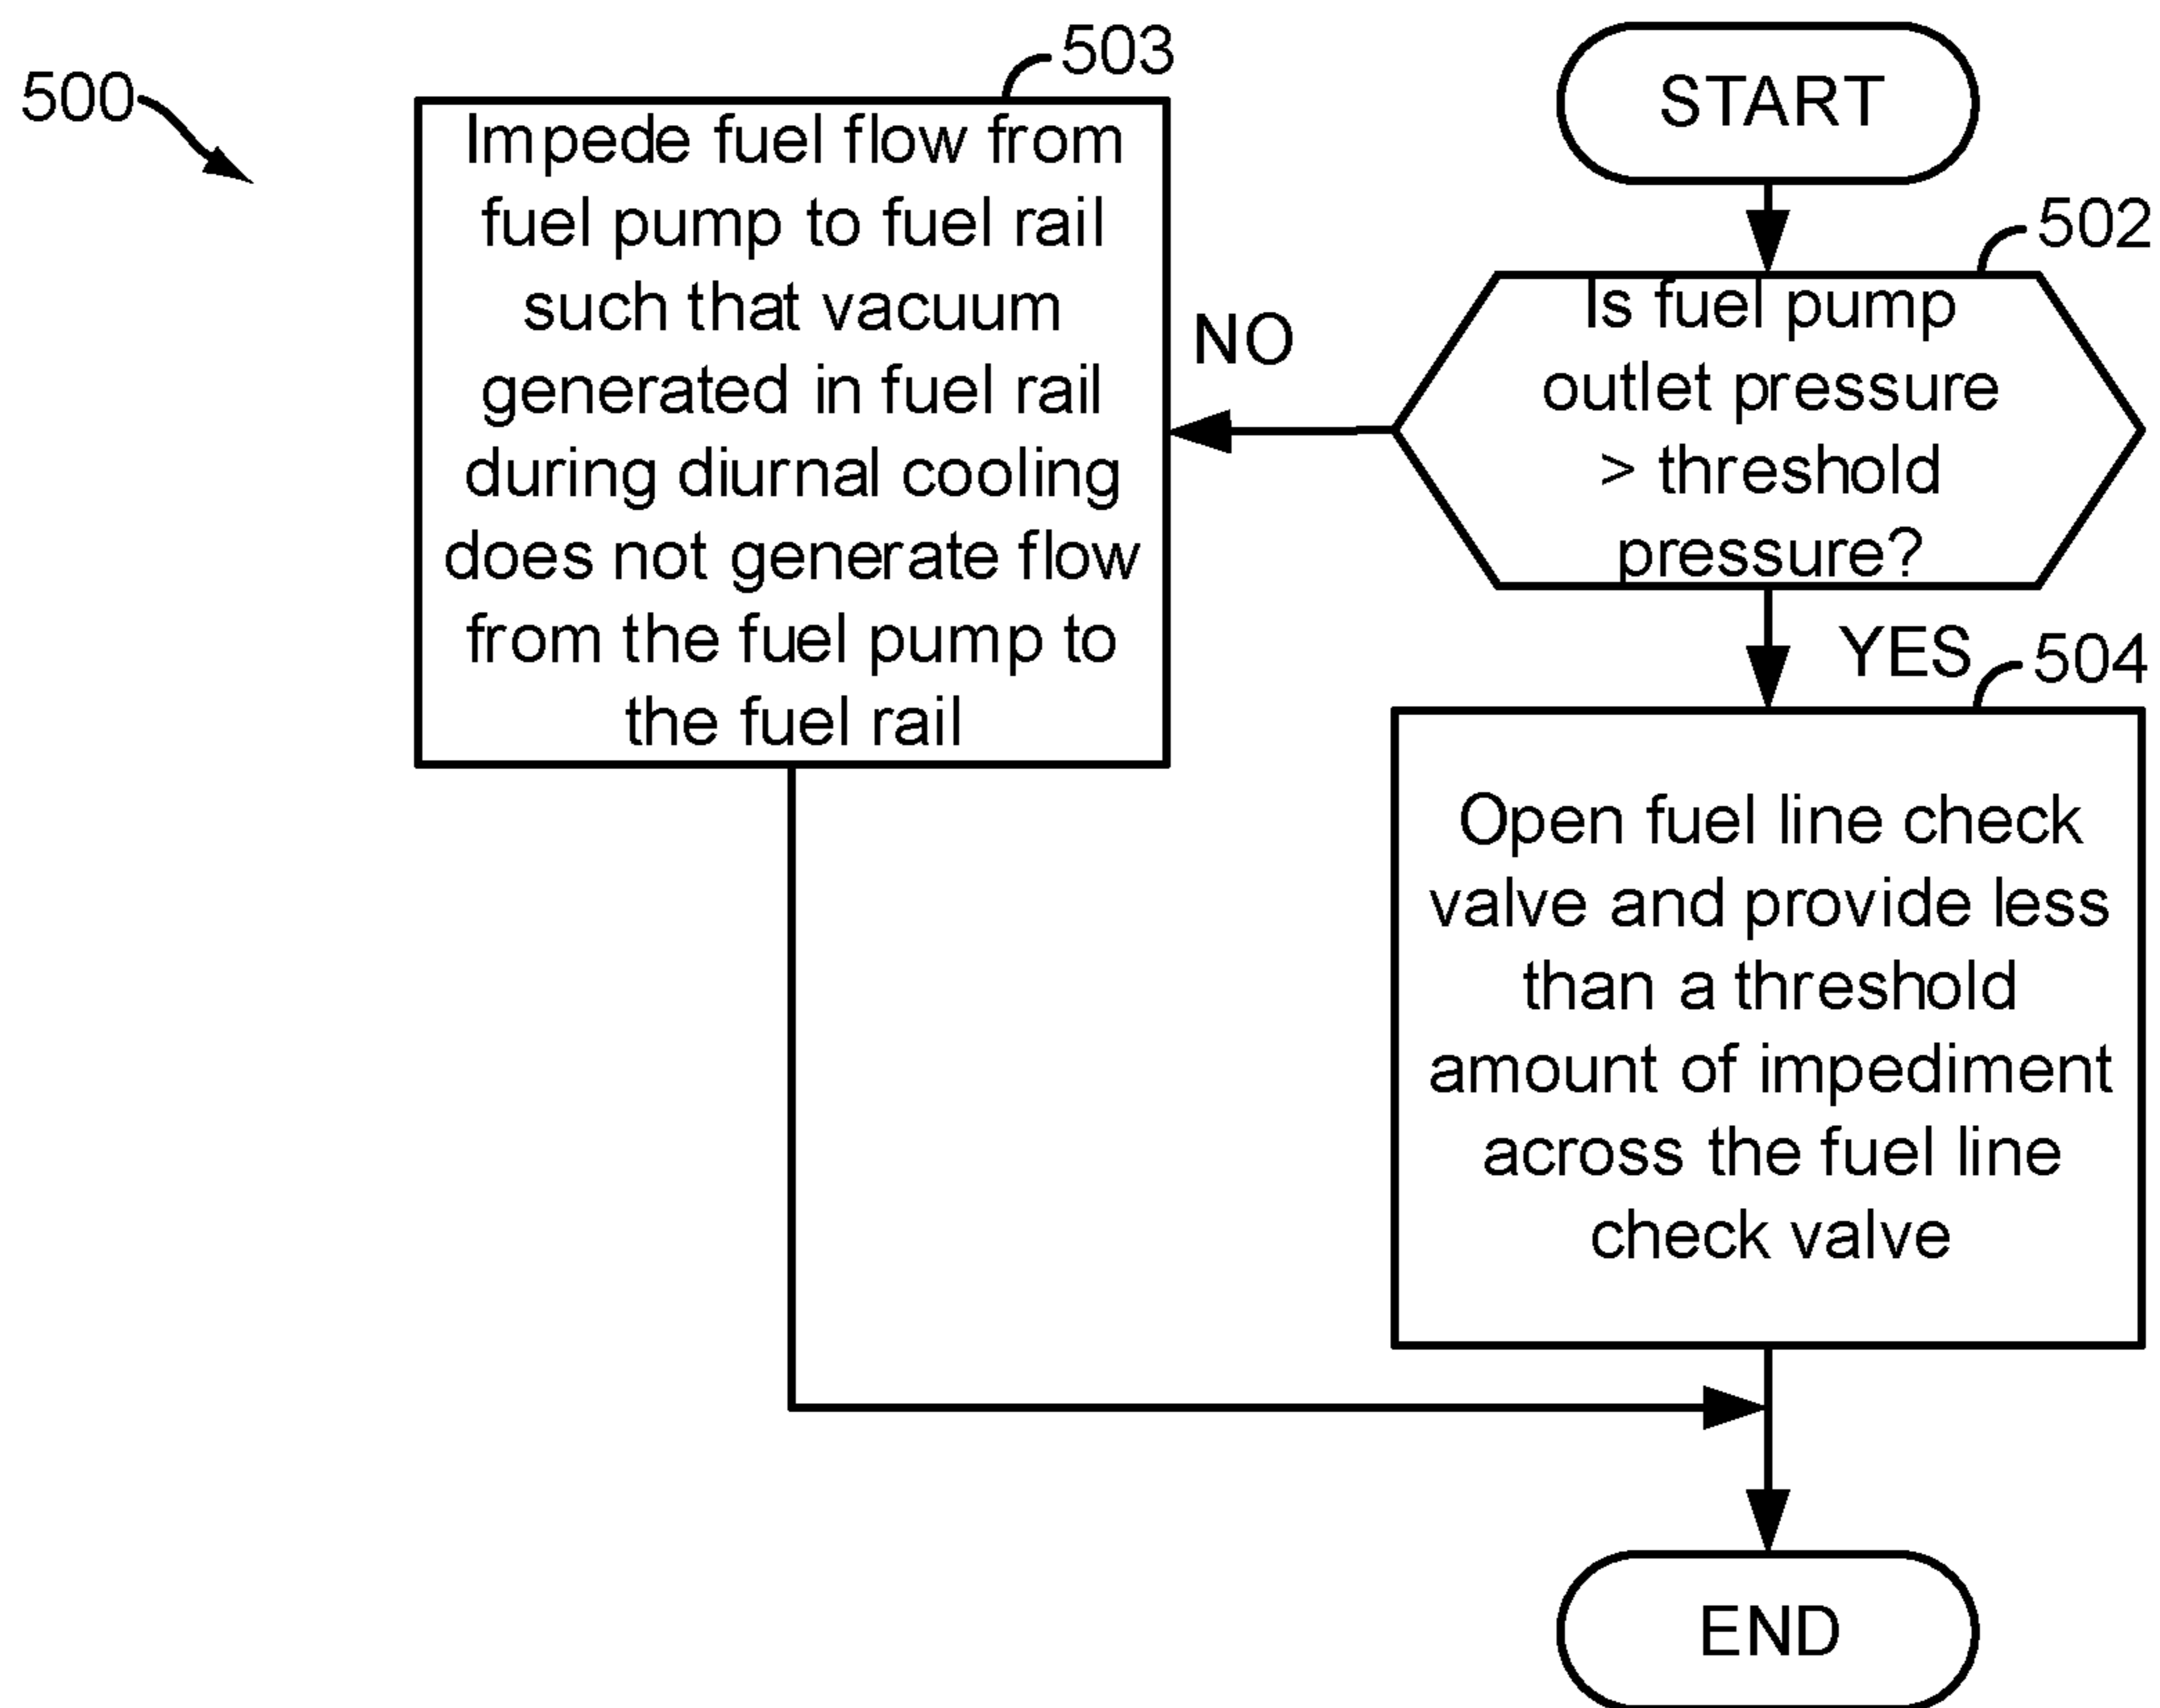 500
START
502
Is fuel pump
outlet pressure
> threshold
pressure?
NO
503
Impede fuel flow from
fuel pump to fuel rail
such that vacuum
generated in fuel rail
during diurnal cooling
does not generate flow
from the fuel pump to
the fuel rail
YES
504
Open fuel line check
valve and provide less
than a threshold
amount of impediment
across the fuel line
check valve
END